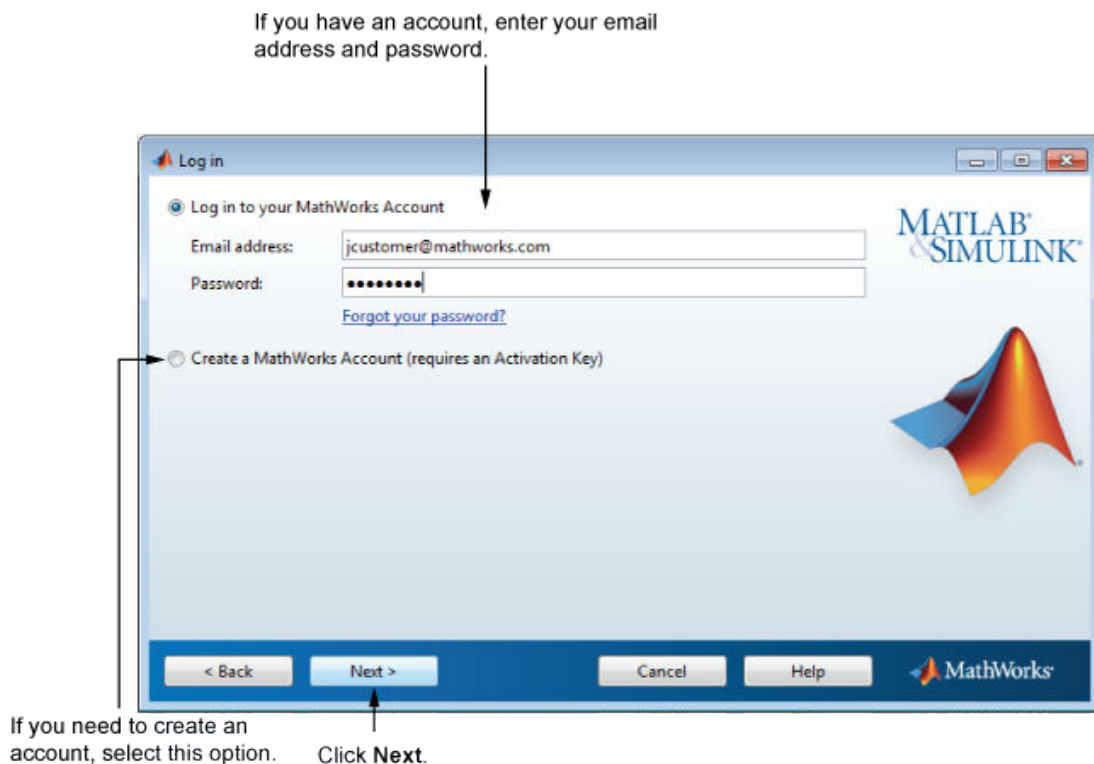 If you have an account, enter your email
address and password.
Log in
Log in to your MathWorks Account
MATLAB®
&SIMULINK®
Email address:
jcustomer@mathworks.com
Password:
••••••••
Forgot your password?
Create a MathWorks Account (requires an Activation Key)
< Back
Next >
Cancel
Help
MathWorks®
If you need to create an
account, select this option.
Click Next.